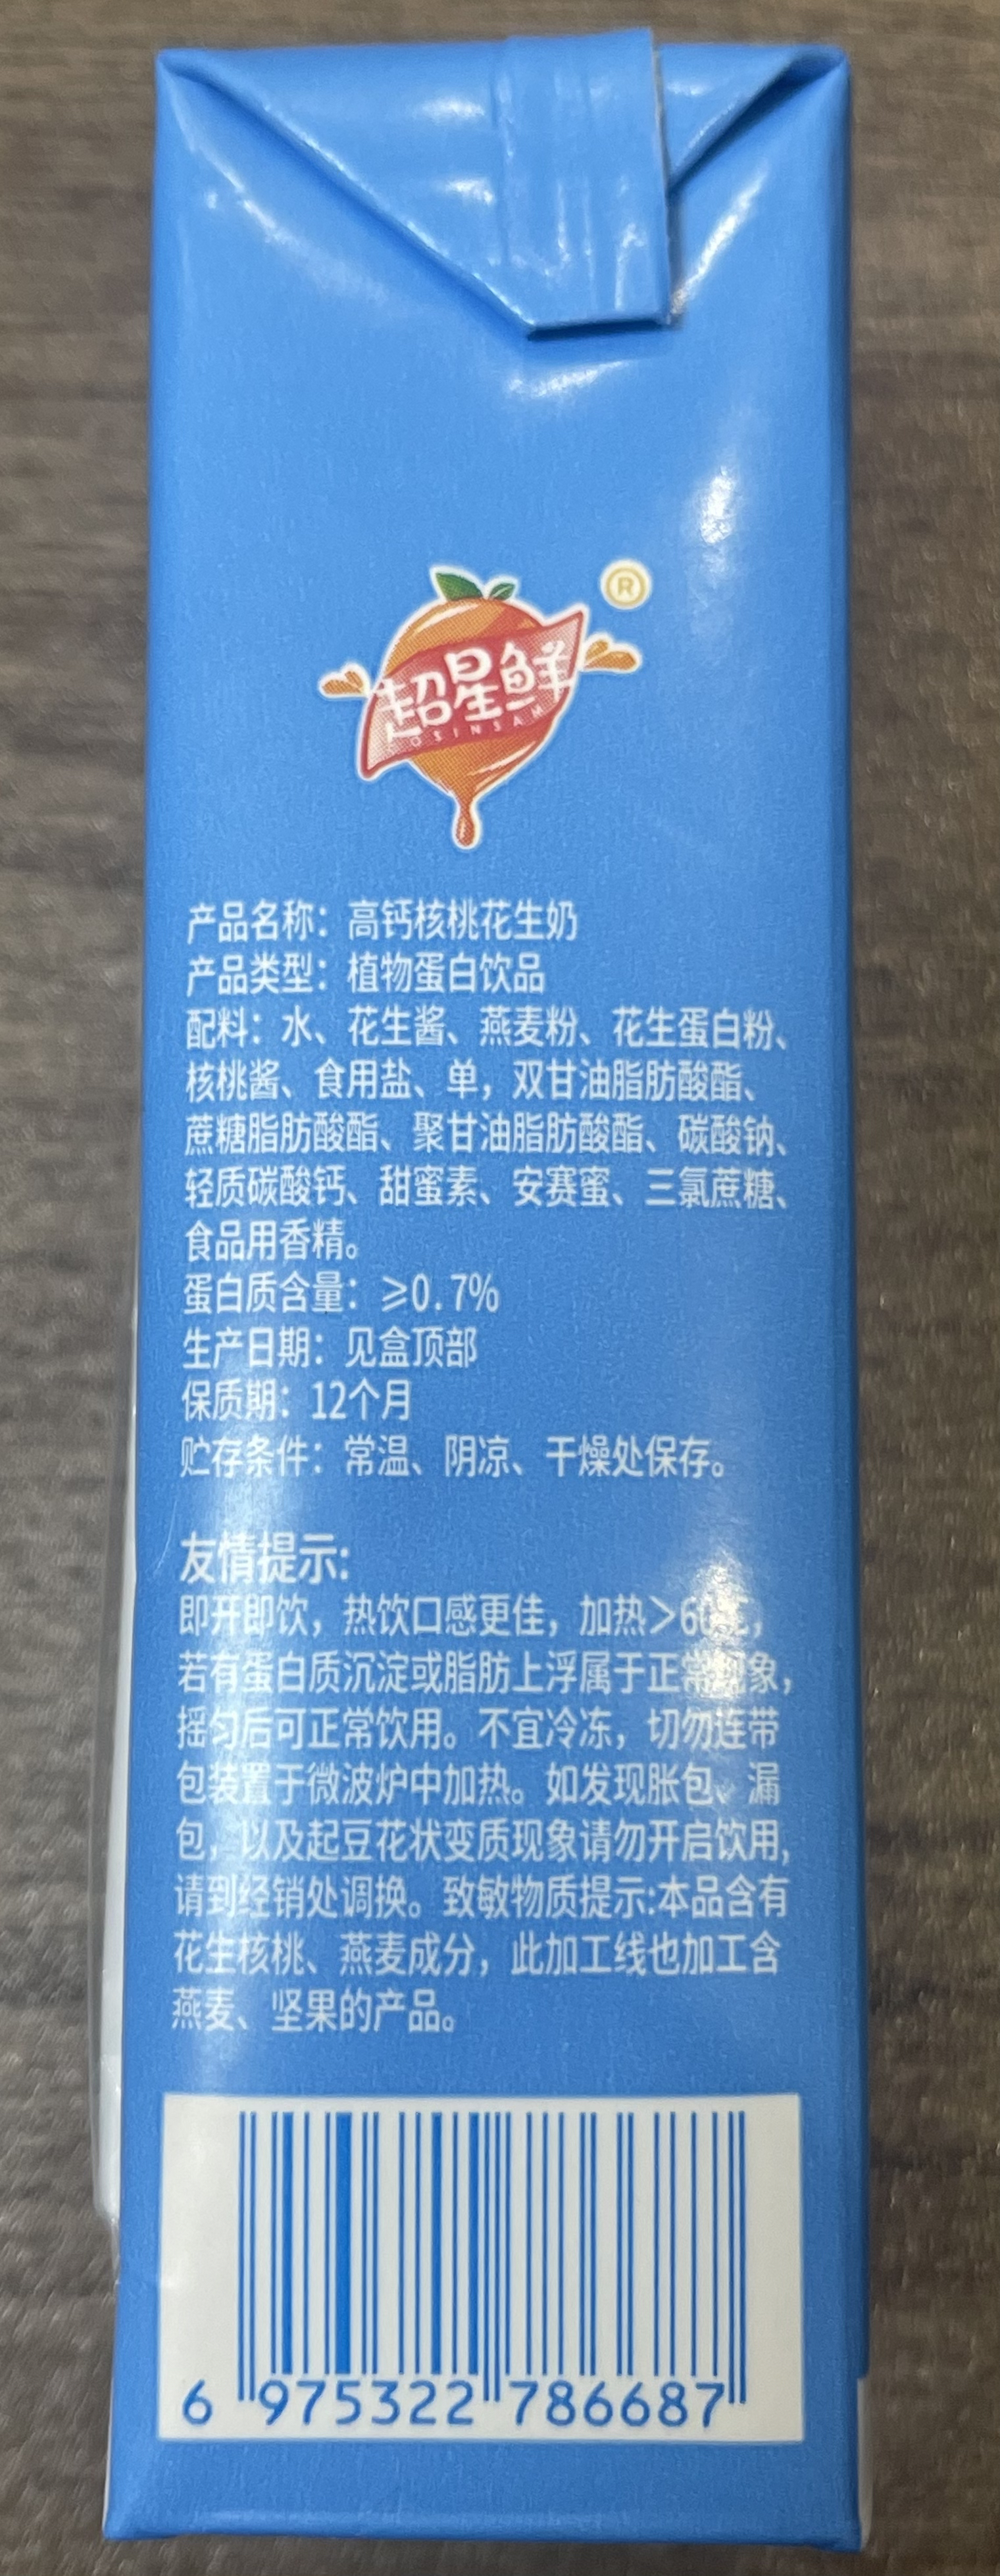 ®
超星鲜
产品名称：高钙核桃花生奶
产品类型：植物蛋白饮品
配料：水、花生酱、燕麦粉、花生蛋白粉、
核桃酱、食用盐、单，双甘油脂肪酸酯、
蔗糖脂肪酸酯、聚甘油脂肪酸酯、碳酸钠、
轻质碳酸钙、甜蜜素、安赛蜜、三氯蔗糖、
食品用香精。
蛋白质含量：≥0.7%
生产日期：见盒顶部
保质期：12个月
贮存条件：常温、阴凉、干燥处保存。
友情提示:
即开即饮，热饮口感更佳，加热＞60℃，
若有蛋白质沉淀或脂肪上浮属于正常现象，
摇匀后可正常饮用。不宜冷冻，切勿连带
包装置于微波炉中加热。如发现胀包、漏
包，以及起豆花状变质现象请勿开启饮用,
请到经销处调换。致敏物质提示:本品含有
花生核桃、燕麦成分，此加工线也加工含
燕麦、坚果的产品。
6 975322 786687